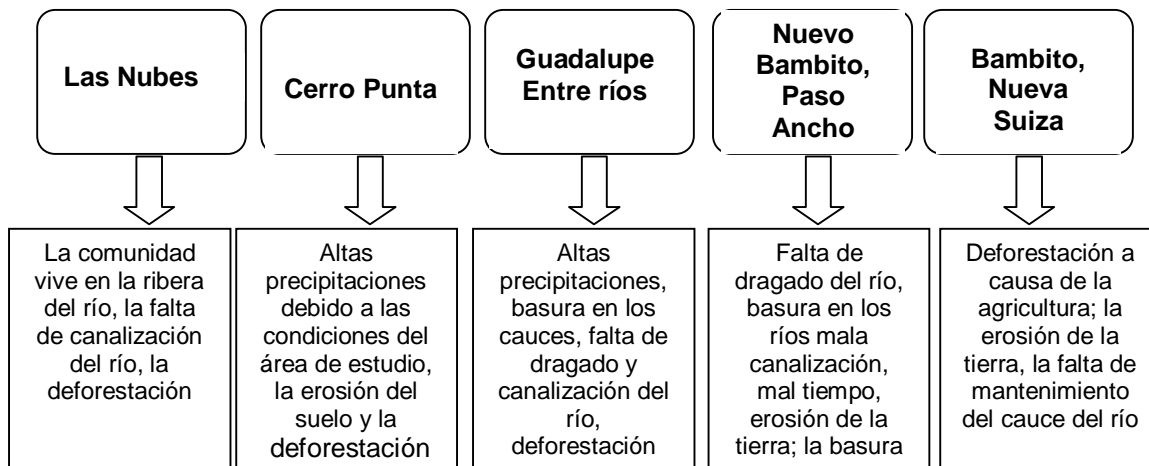 Las Nubes
Cerro Punta
Guadalupe
Entre ríos
Nuevo
Bambito,
Paso
Ancho
Bambito,
Nueva
Suiza
La comunidad
vive en la ribera
del río, la falta
de canalización
del río, la
deforestación
Altas
precipitaciones
debido a las
condiciones del
área de estudio,
la erosión del
suelo y la
deforestación
Altas
precipitaciones,
basura en los
cauces, falta de
dragado y
canalización del
río,
deforestación
Falta de
dragado del río,
basura en los
ríos mala
canalización,
mal tiempo,
erosión de la
tierra; la basura
Deforestación a
causa de la
agricultura; la
erosión de la
tierra, la falta de
mantenimiento
del cauce del río